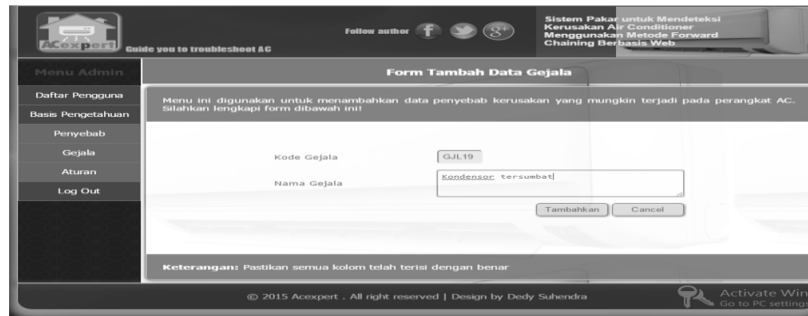 ACexpert
Guide you to troubleshoot AC
Follow author
Sistem Pakar untuk Mendeteksi
Kerusakan Air Conditioner
Menggunakan Metode Forward
Chaining Berbasis Web
Menu Admin
Form Tambah Data Gejala
Daftar Pengguna
Basis Pengetahuan
Penyebab
Gejala
Aturan
Log Out
Menu ini digunakan untuk menambahkan data penyebab kerusakan yang mungkin terjadi pada perangkat AC.
Silahkan lengkapi form dibawah ini!
Kode Gejala
GJL19
Nama Gejala
Kondensor tersumbat
Tambahkan
Cancel
Keterangan: Pastikan semua kolom telah terisi dengan benar
© 2015 Acexpert . All right reserved | Design by Dedy Suhendra
Activate Win
Go to PC settings